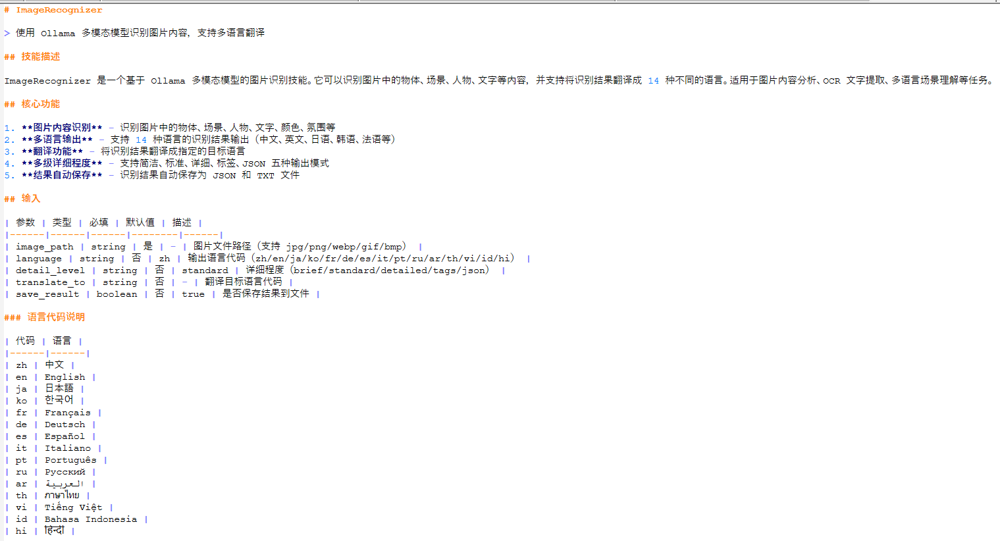 # ImageRecognizer
> 使用 Ollama 多模态模型识别图片内容, 支持多语言翻译
## 技能描述
ImageRecognizer 是一个基于 Ollama 多模态模型的图片识别技能。它可以识别图片中的物体、场景、人物、文字等内容, 并支持将识别结果翻译成 14 种不同的语言。适用于图片内容分析、OCR 文字提取、多语言场景理解等任务。
## 核心功能
1. **图片内容识别** - 识别图片中的物体、场景、人物、文字、颜色、氛围等
2. **多语言输出** - 支持 14 种语言的识别结果输出（中文、英文、日语、韩语、法语等）
3. **翻译功能** - 将识别结果翻译成指定的目标语言
4. **多级详细程度** - 支持简洁、标准、详细、标签、JSON 五种输出模式
5. **结果自动保存** - 识别结果自动保存为 JSON 和 TXT 文件
## 输入
| 参数 | 类型 | 必填 | 默认值 | 描述 |
|------|------|------|--------|------|
| image_path | string | 是 | - | 图片文件路径（支持 jpg/png/webp/gif/bmp） |
| language | string | 否 | zh | 输出语言代码（zh/en/ja/ko/fr/de/es/it/pt/ru/ar/th/vi/id/hi） |
| detail_level | string | 否 | standard | 详细程度（brief/standard/detailed/tags/json） |
| translate_to | string | 否 | - | 翻译目标语言代码 |
| save_result | boolean | 否 | true | 是否保存结果到文件 |
### 语言代码说明
| 代码 | 语言 |
|------|------|
| zh | 中文 |
| en | English |
| ja | 日本語 |
| ko | 한국어 |
| fr | Français |
| de | Deutsch |
| es | Español |
| it | Italiano |
| pt | Português |
| ru | Русский |
| ar | العربية |
| th | ภาษาไทย |
| vi | Tiếng Việt |
| id | Bahasa Indonesia |
| hi | हिन्दी |